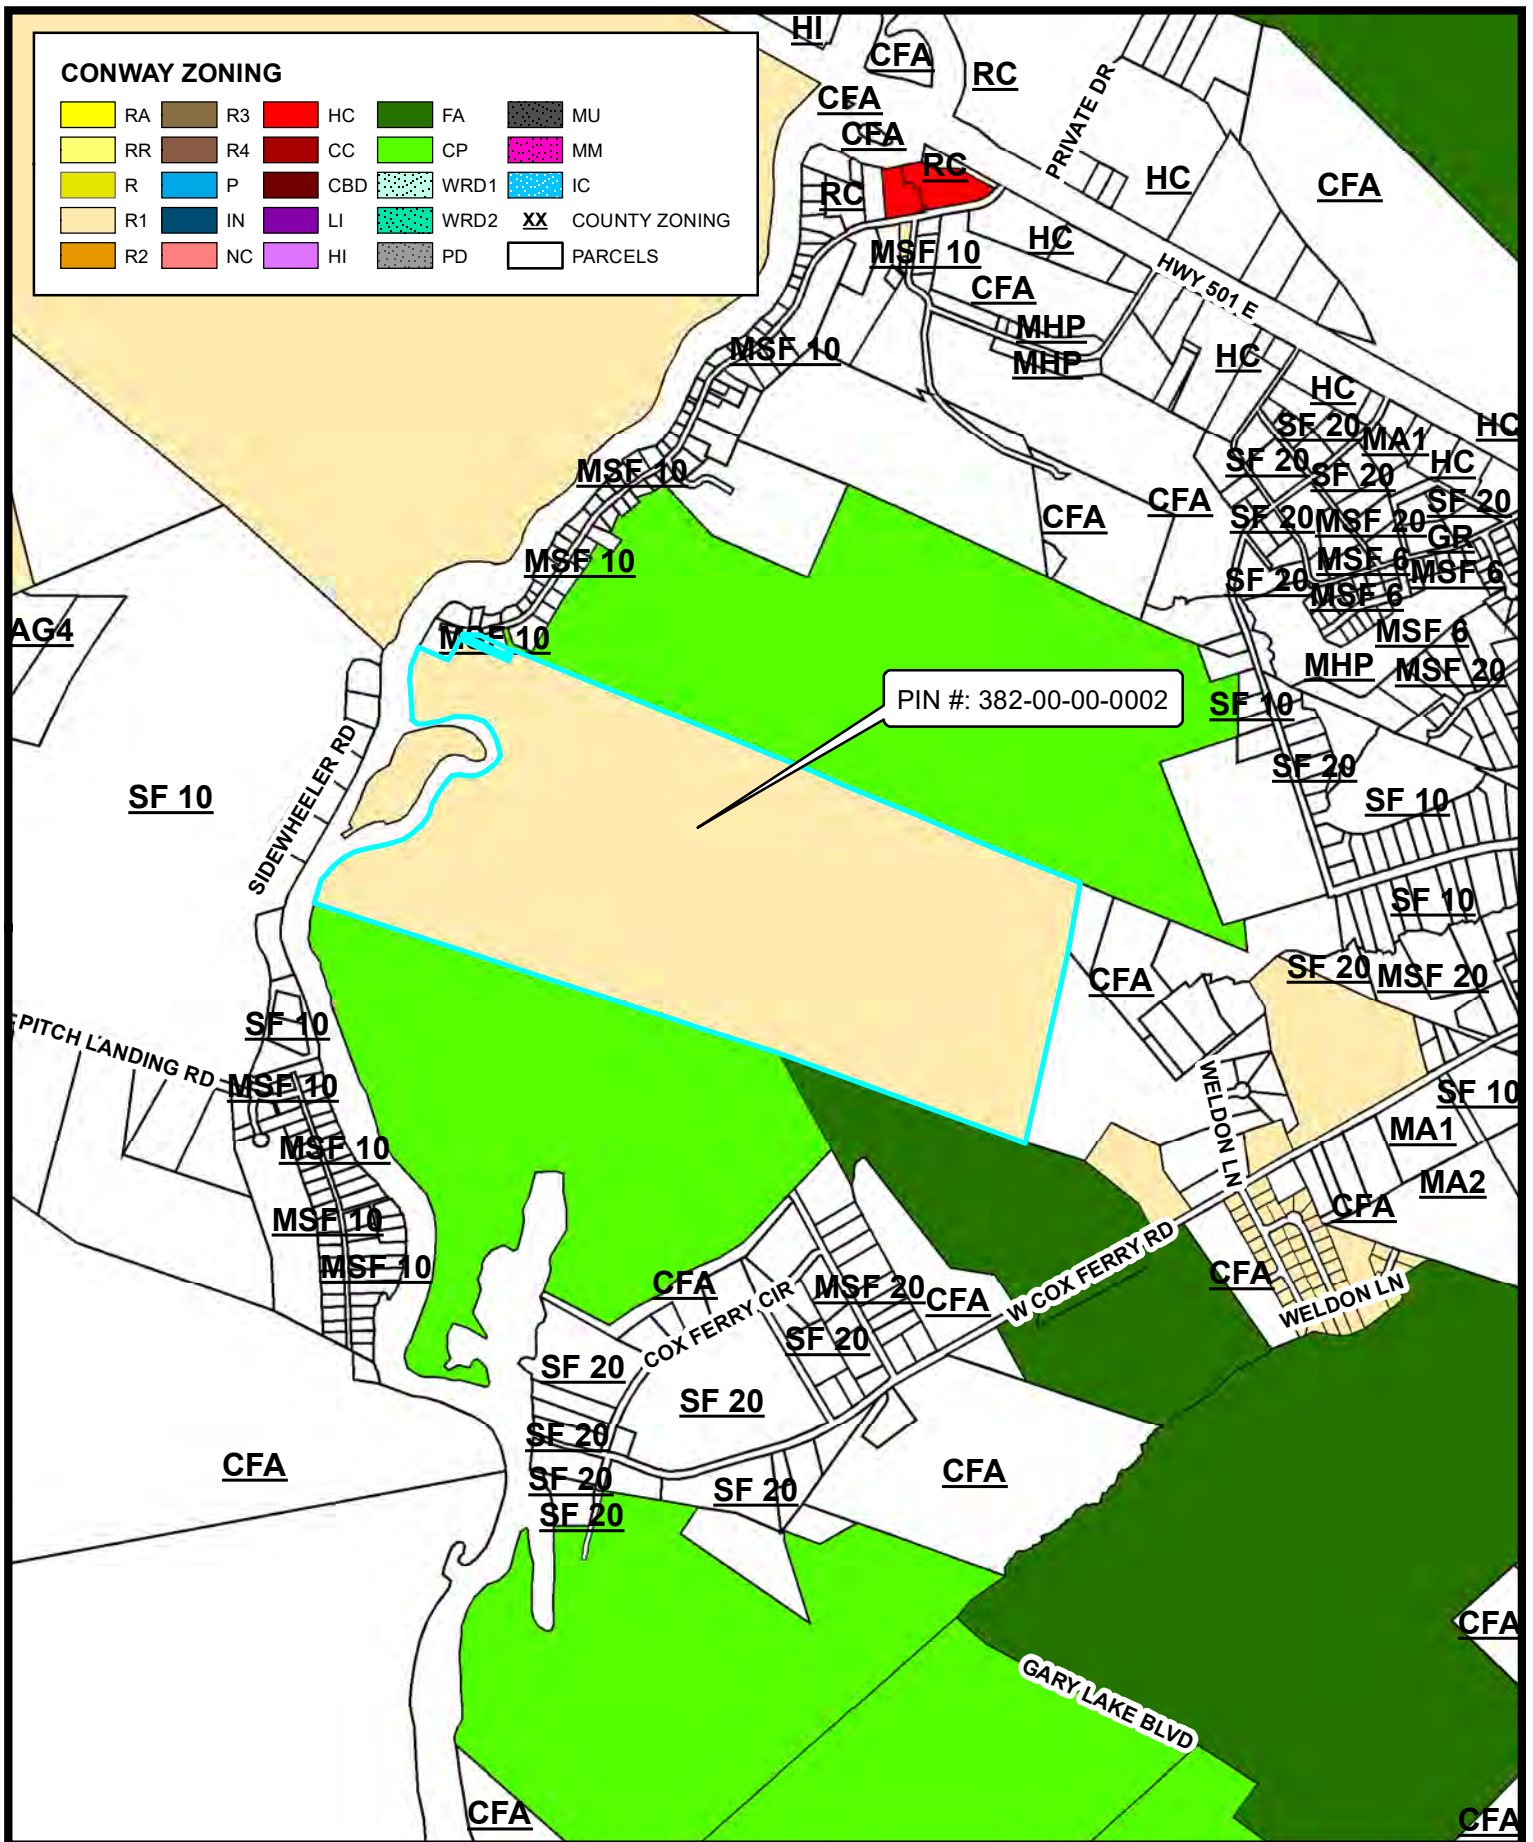 CONWAY ZONING
RA R3 HC FA MU
RR R4 CC CP MM
R P CBD WRD1 IC
R1 IN LI WRD2 XX COUNTY ZONING
R2 NC HI PD PARCELS
HI
CFA
RC
CFA
CFA
PRIVATE DR
RC
RC
HC
CFA
MSF 10
HC
HWY 501 E
CFA
MHP
MHP
MSF 10
HC
HC
HC
SF 20
MA1
SF 20
HC
MSF 10
SF 20
CFA
CFA
SF 20
SF 20
MSF 20
GR
MSF 10
MSF 6
MSF 6
SF 20
MSF 6
AG4
MSF 10
MSF 6
MHP
MSF 20
PIN #: 382-00-00-0002
SF 10
SF 20
SIDEWHEELER RD
SF 10
SF 10
SF 10
SF 20
MSF 20
CFA
SF 10
PITCH LANDING RD
MSF 10
WELDON LN
SF 10
MA1
MSF 10
MA2
CFA
MSF 10
W COX FERRY RD
MSF 10
CFA
MSF 20
CFA
CFA
WELDON LN
COX FERRY CIR
SF 20
SF 20
SF 20
SF 20
CFA
CFA
SF 20
SF 20
SF 20
CFA
GARY LAKE BLVD
CFA
CFA